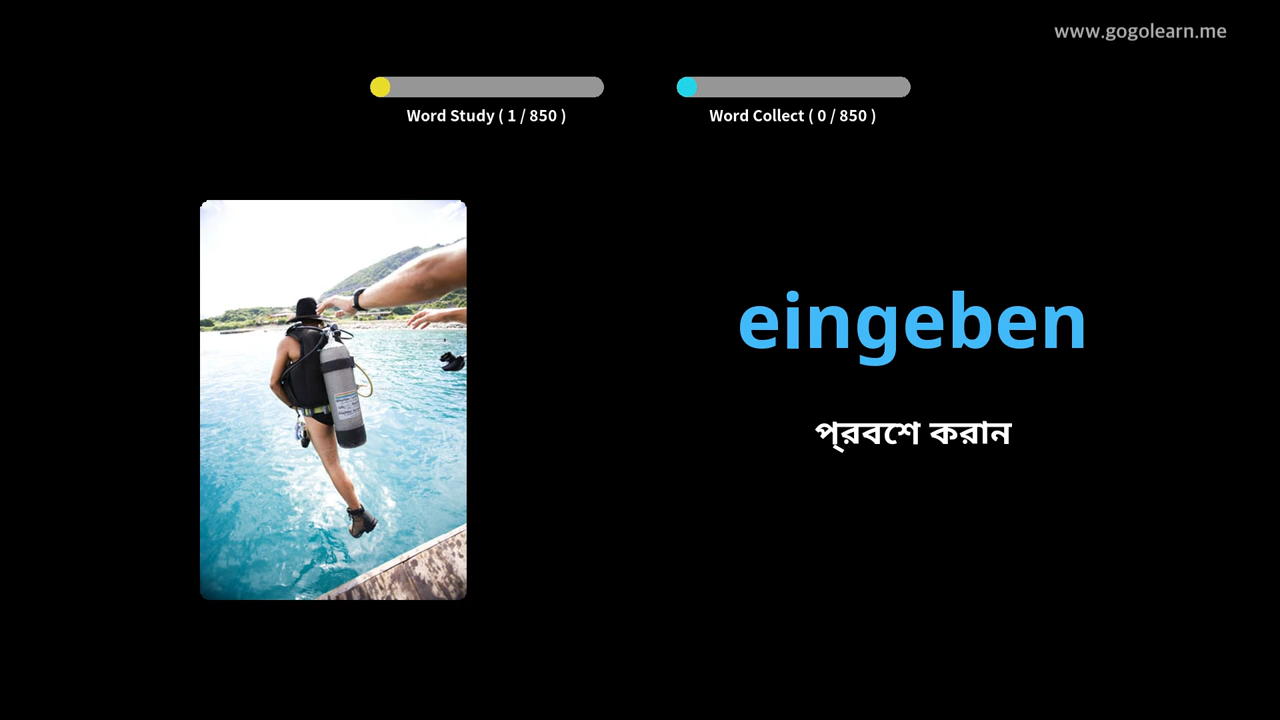 www.gogolearn.me
Word Study ( 1 / 850 )
Word Collect ( 0 / 850 )
eingeben
প্রবেশ করান